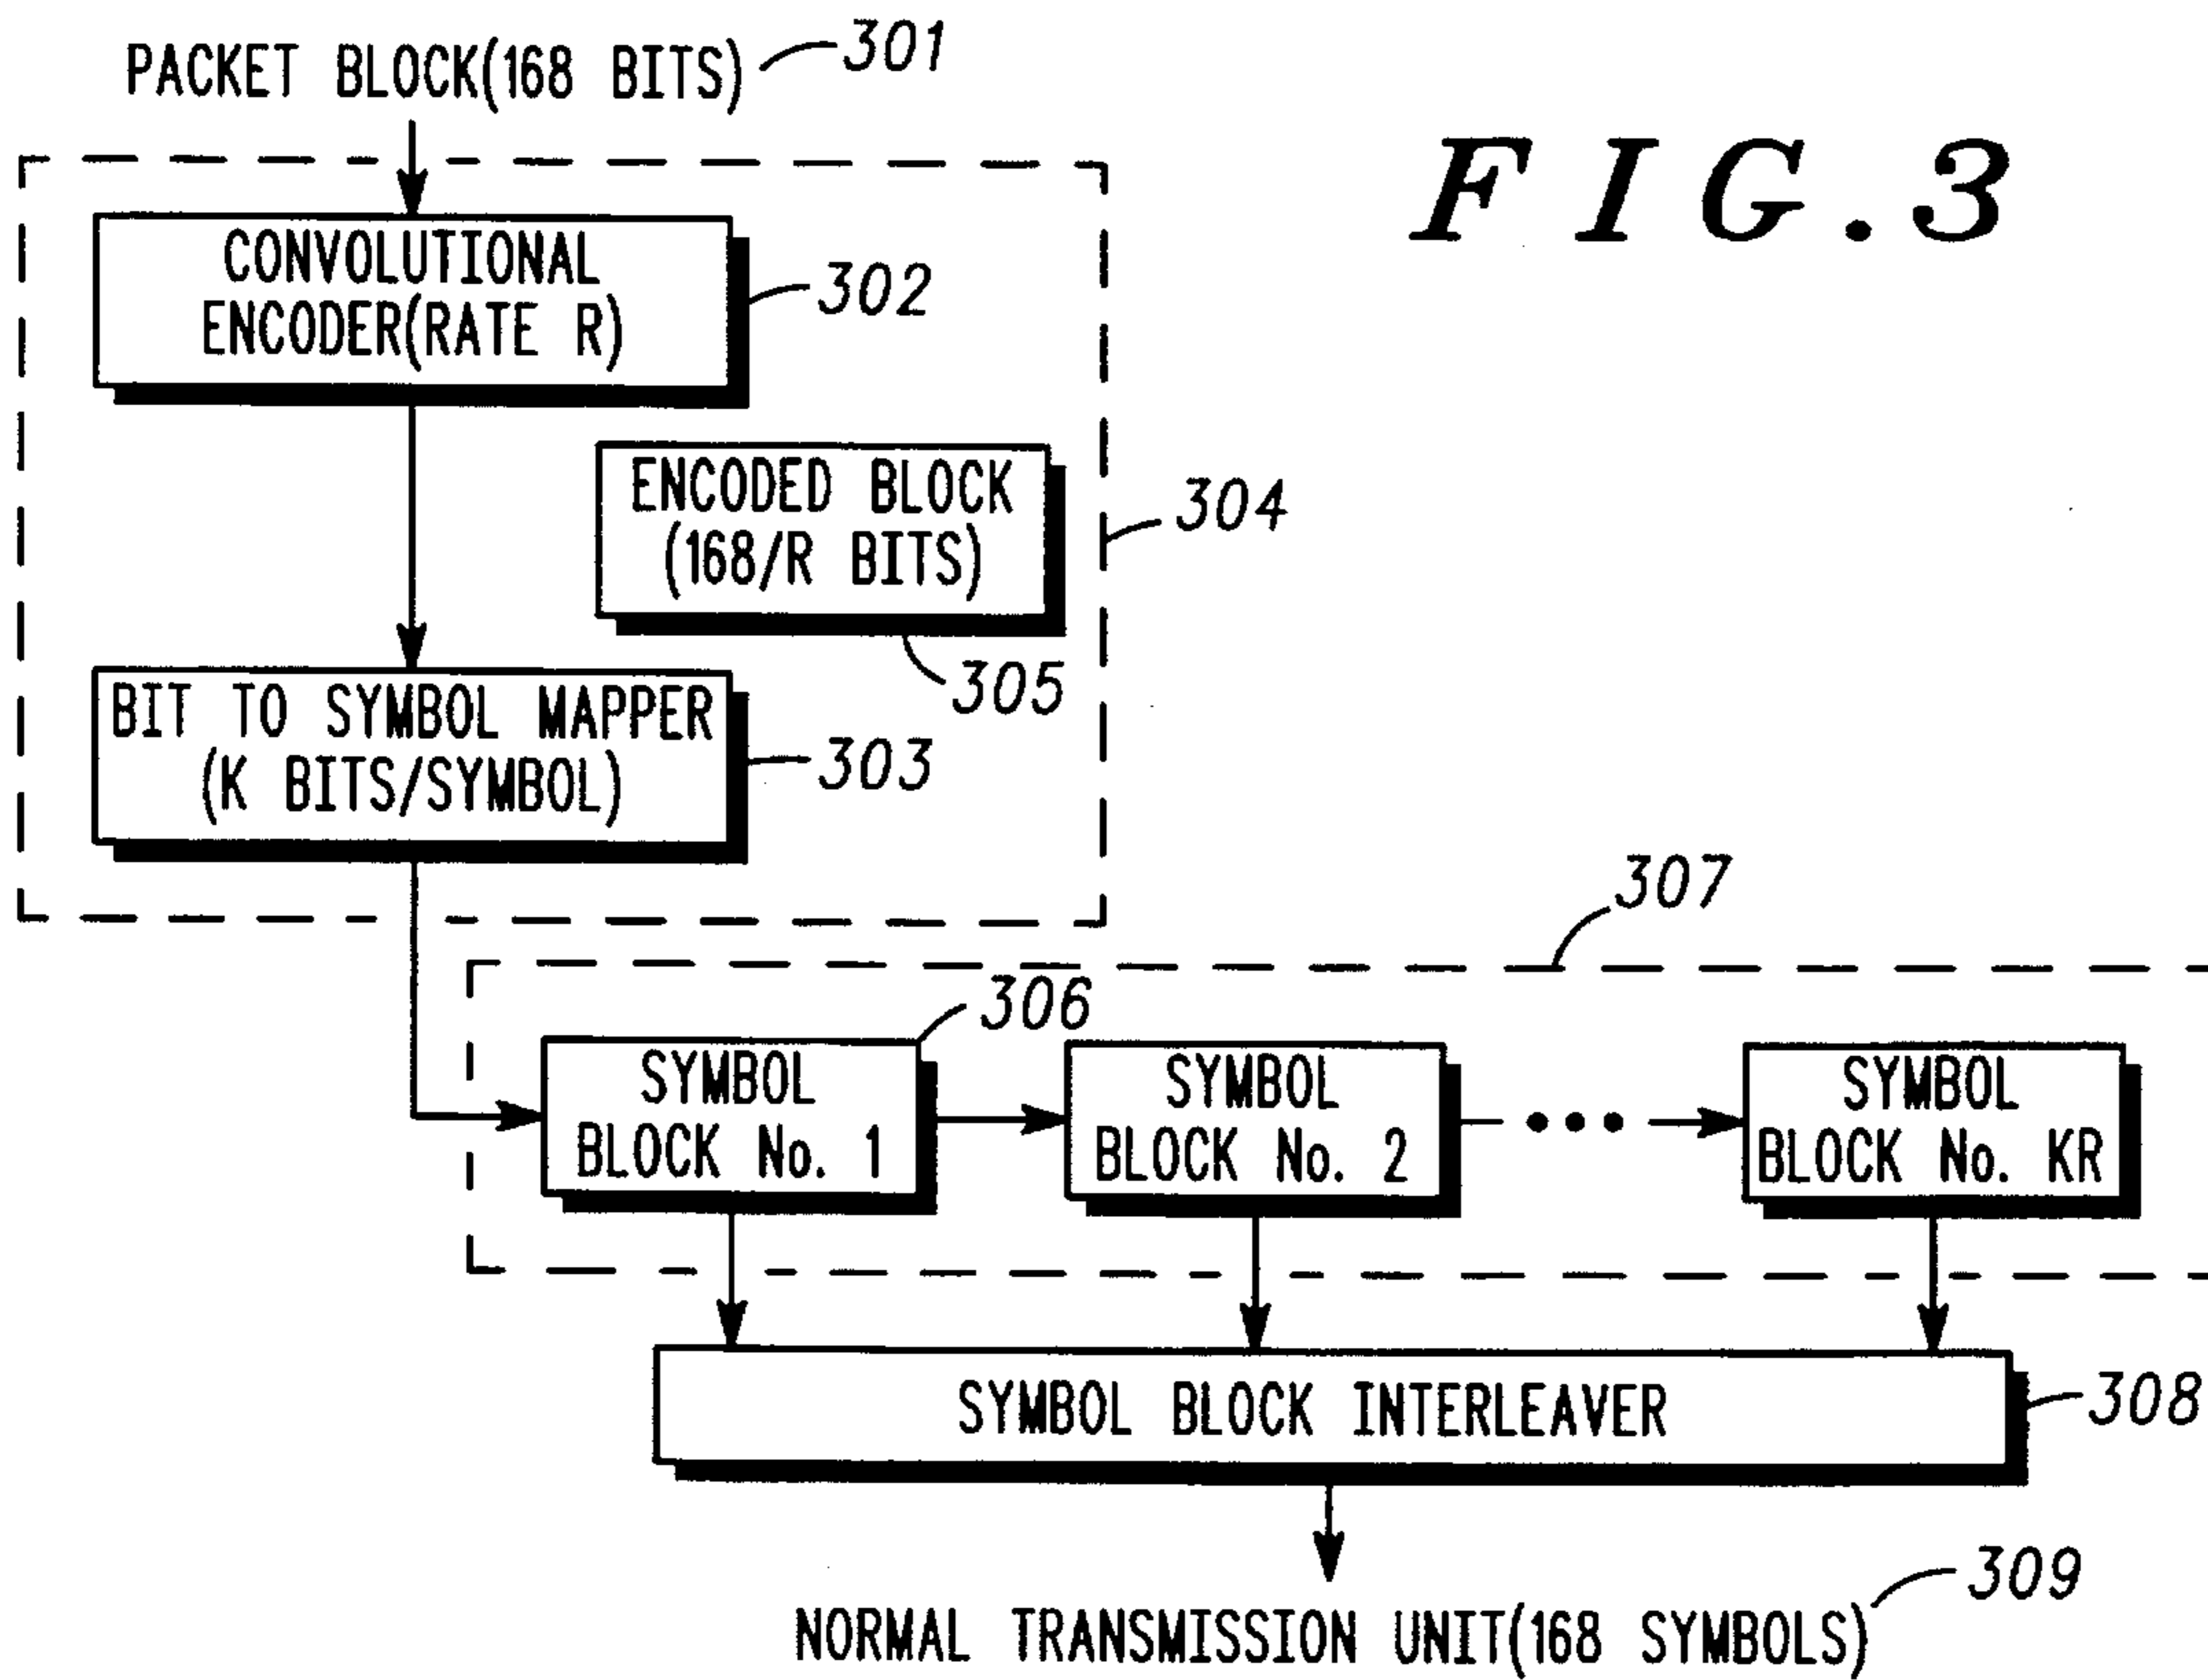 PACKET BLOCK(168 BITS) 301
FIG.3
CONVOLUTIONAL
ENCODER(RATE R)
302
ENCODED BLOCK
(168/R BITS)
304
305
BIT TO SYMBOL MAPPER
(K BITS/SYMBOL)
303
307
306
SYMBOL
BLOCK No. 1
SYMBOL
BLOCK No. 2
SYMBOL
BLOCK No. KR
SYMBOL BLOCK INTERLEAVER
308
309
NORMAL TRANSMISSION UNIT(168 SYMBOLS)